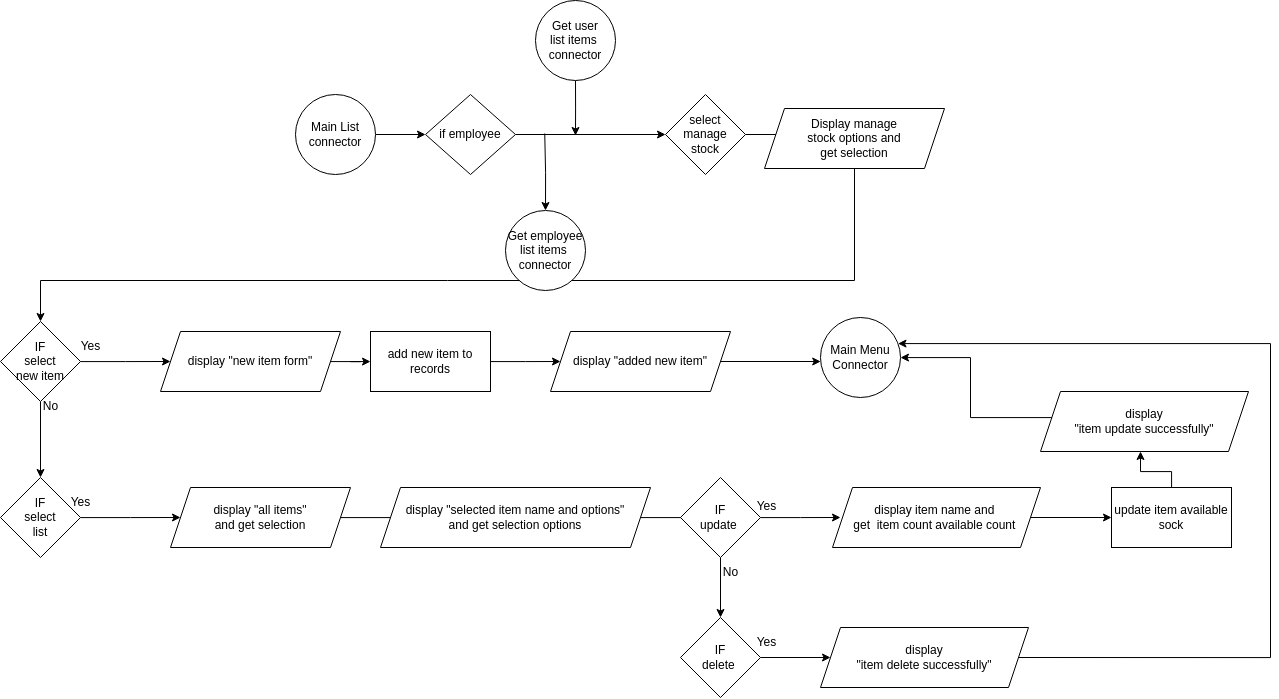 Get user
list items
connector
Main List
connector
if employee
select
manage
stock
Display manage
stock options and
get selection
Get employee
list items
connector
IF
select
new item
Yes
No
display "new item form"
add new item to
records
display "added new item"
Main Menu
Connector
display
"item update successfully"
IF
select
list
Yes
display "all items"
and get selection
display "selected item name and options"
and get selection options
IF
update
Yes
No
display item name and
get item count available count
update item available
sock
IF
delete
Yes
display
"item delete successfully"